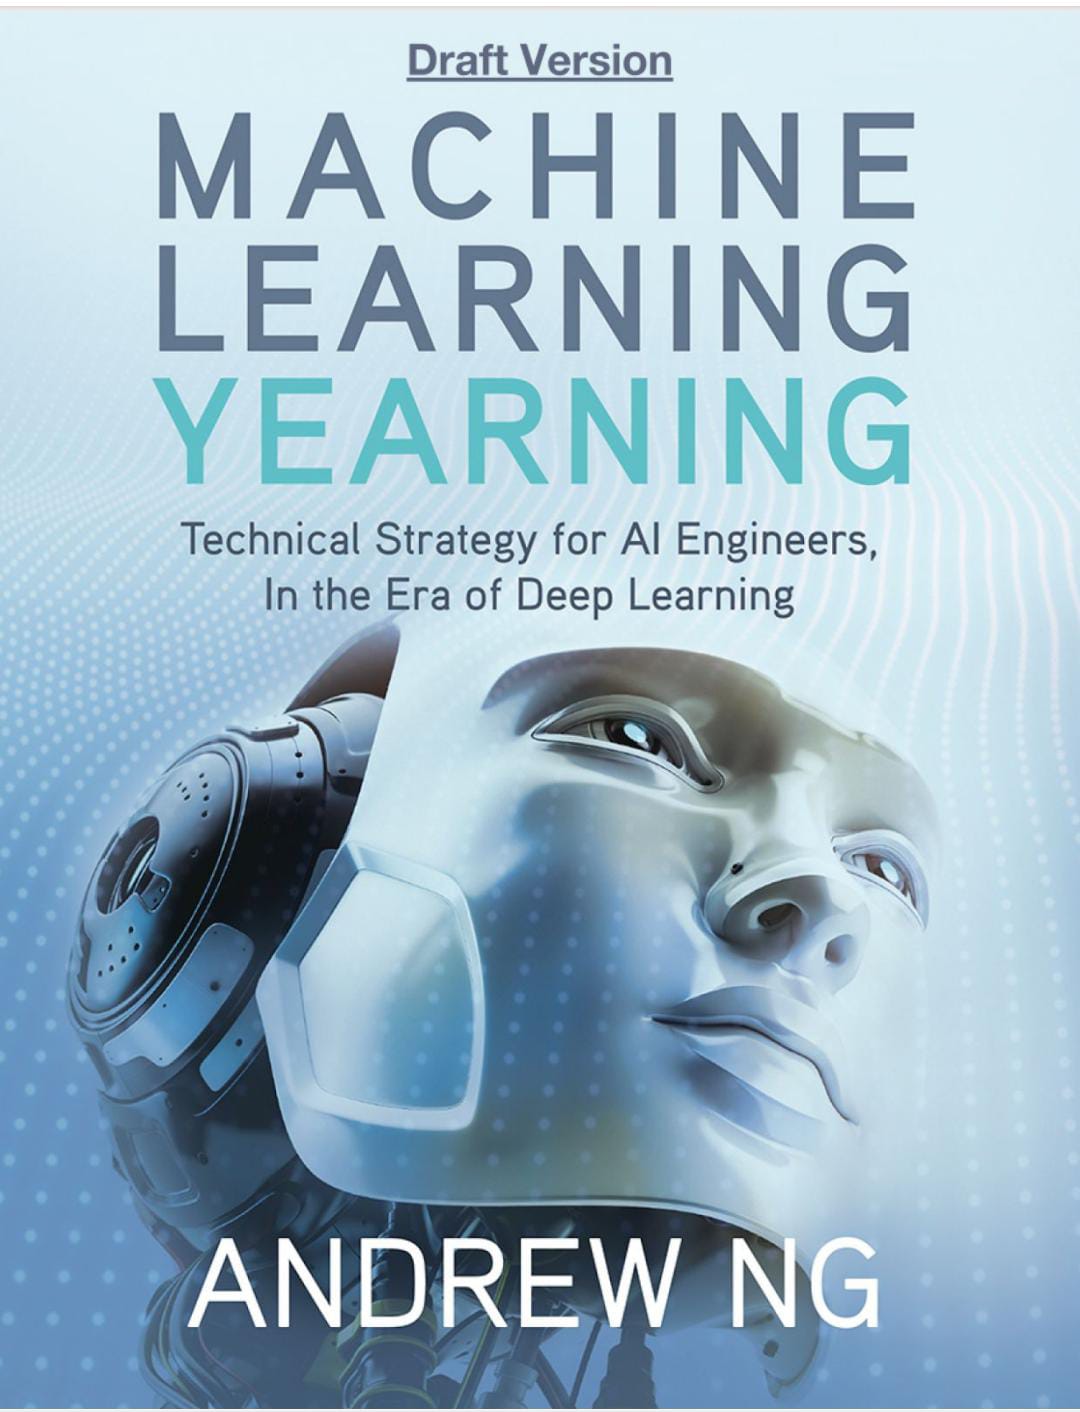 Draft Version
MACHINE
LEARNING
YEARNING
Technical Strategy for AI Engineers,
In the Era of Deep Learning
ANDREW NG